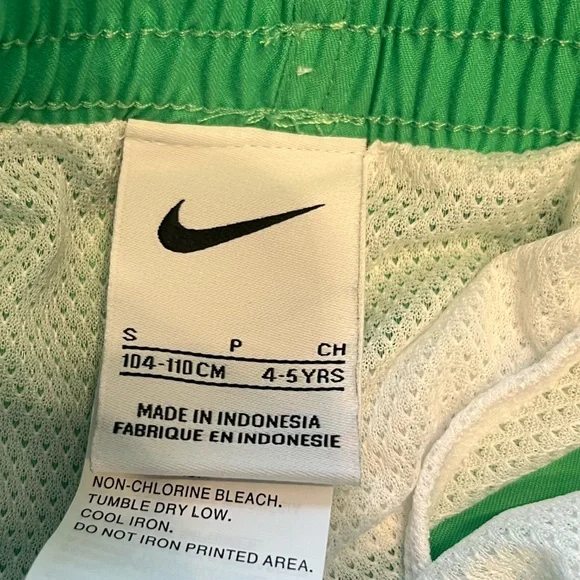 S P CH
104-110CM 4-5YRS
MADE IN INDONESIA
FABRIQUE EN INDONESIE
NON-CHLORINE BLEACH.
TUMBLE DRY LOW.
COOL IRON.
DO NOT IRON PRINTED AREA.